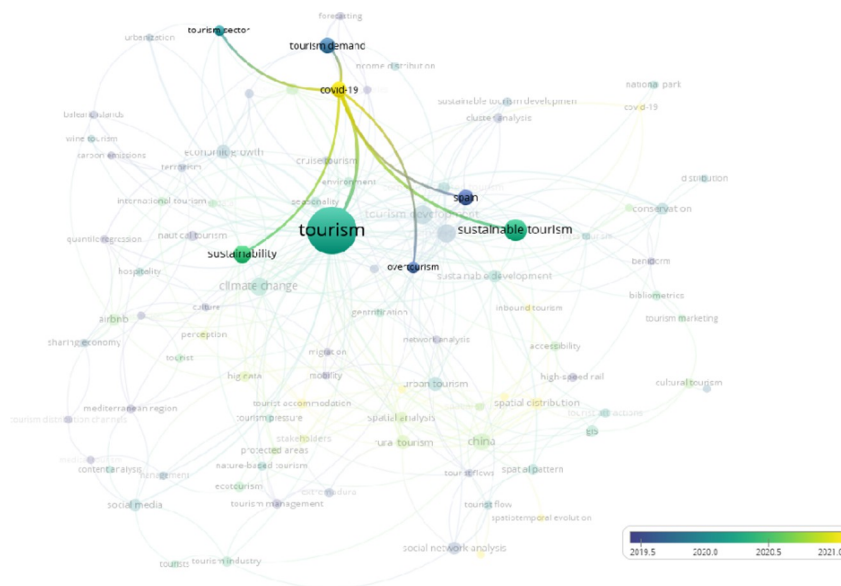 forecasting
tourism sector
urbanization
tourism demand
income distribution
covid-19
national park
sustainable tourism developmen
covid-19
balearic islands
cluster analysis
wine tourism
economic growth
carbon emissions
terrorism
cruise tourism
distribution
environment
spain
international tourism
seasonality
tourism development
conservation
tourism
sustainable tourism
tourism
quantile regression
nautical tourism
sustainability
benidorm
overtourism
hospitality
sustainable development
climate change
bibliometrics
culture
inbound tourism
gentrification
airbnb
tourism marketing
perception
sharing economy
network analysis
accessibility
tourist
migration
big data
mobility
high-speed rail
urban tourism
cultural tourism
tourist accommodation
spatial distribution
mediterranean region
tourist attractions
tourism distribution channels
tourism pressure
spatial analysis
gis
stakeholders
rural tourism
china
protected areas
content analysis
nature-based tourism
management
tourist flows
spatial pattern
ecotourism
extremadura
social media
tourism management
tourist flow
spatiotemporal evolution
social network analysis
tourists
tourism industry
2019.5
2020.0
2020.5
2021.0